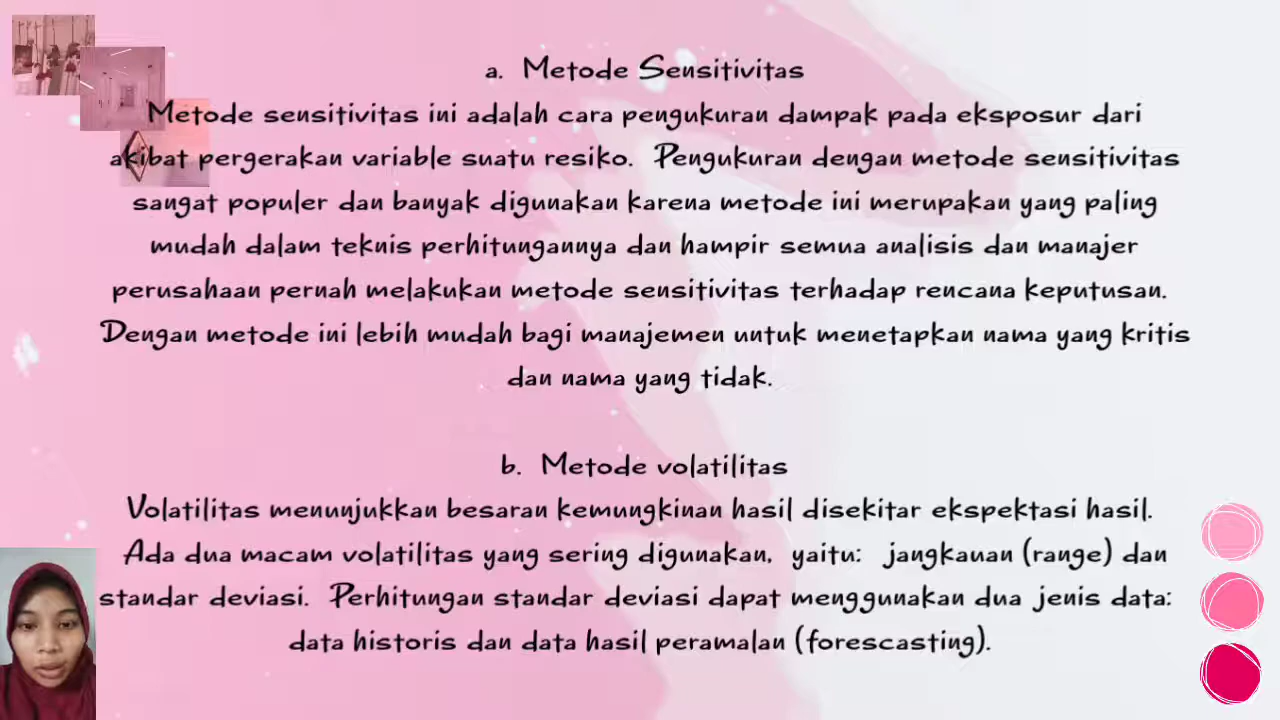 a. Metode Sensitivitas
Metode sensitivitas ini adalah cara pengukuran dampak pada eksposur dari
akibat pergerakan variable suatu resiko. Pengukuran dengan metode sensitivitas
sangat populer dan banyak digunakan karena metode ini merupakan yang paling
mudah dalam teknis perhitungannya dan hampir semua analisis dan manajer
perusahaan pernah melakukan metode sensitivitas terhadap rencana keputusan.
Dengan metode ini lebih mudah bagi manajemen untuk menetapkan nama yang kritis
dan nama yang tidak.
b. Metode volatilitas
Volatilitas menunjukkan besaran kemungkinan hasil disekitar ekspektasi hasil.
Ada dua macam volatilitas yang sering digunakan, yaitu: jangkauan (range) dan
standar deviasi. Perhitungan standar deviasi dapat menggunakan dua jenis data:
data historis dan data hasil peramalan (forescasting).